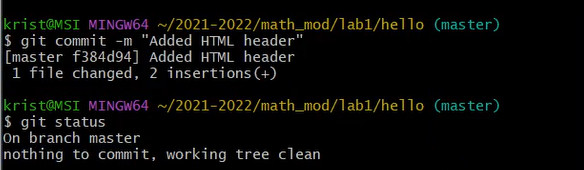 krist@MSI MINGW64 ~/2021-2022/math_mod/lab1/hello (master)
$ git commit -m "Added HTML header"
[master f384d94] Added HTML header
 1 file changed, 2 insertions(+)

krist@MSI MINGW64 ~/2021-2022/math_mod/lab1/hello (master)
$ git status
On branch master
nothing to commit, working tree clean